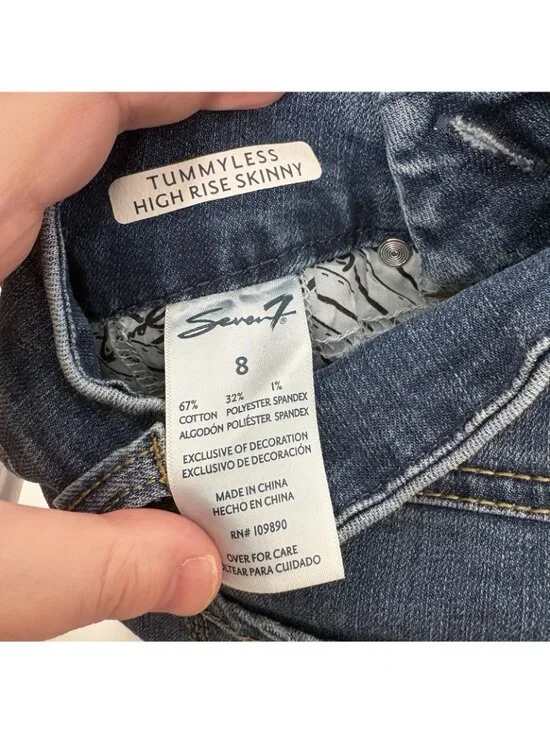 TUMMYLESS
HIGH RISE SKINNY
Seven7®
8
67% 32% 1%
COTTON POLYESTER SPANDEX
ALGODÓN POLIÉSTER SPANDEX
EXCLUSIVE OF DECORATION
EXCLUSIVO DE DECORACIÓN
MADE IN CHINA
HECHO EN CHINA
RN# 109890
OVER FOR CARE
OLTEAR PARA CUIDADO